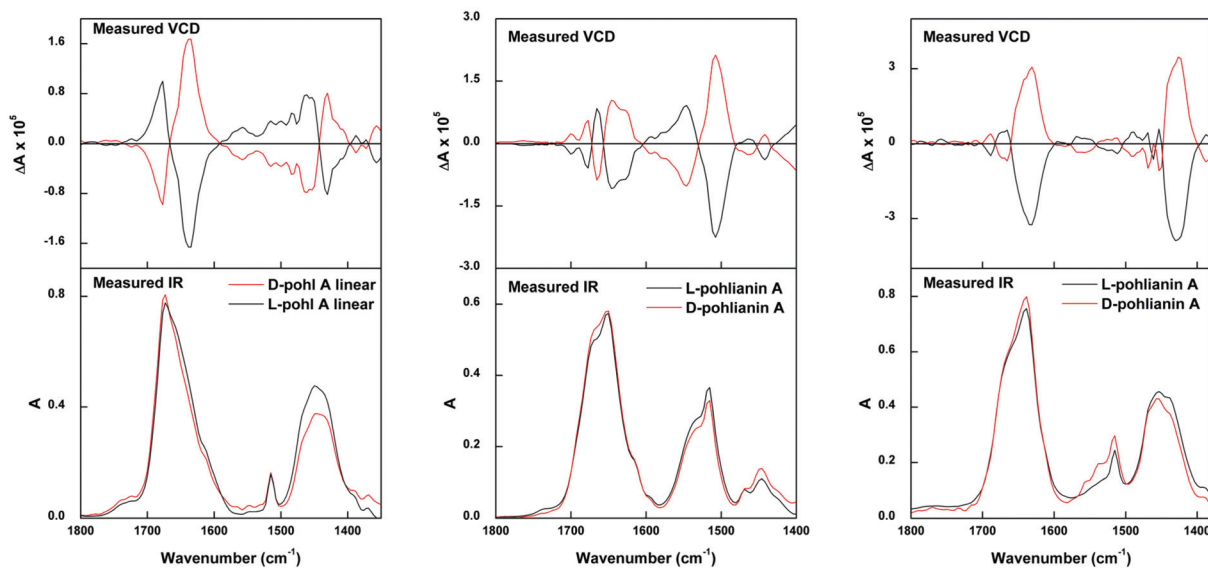 Measured VCD
1.6
0.8
0.0
-0.8
-1.6
ΔA x 10⁵
Measured IR
D-pohl A linear
L-pohl A linear
0.8
0.4
0.0
A
1800 1700 1600 1500 1400
Wavenumber (cm⁻¹)
3.0
Measured VCD
1.5
0.0
-1.5
-3.0
ΔA x 10⁵
Measured IR
L-pohlianin A
D-pohlianin A
0.6
0.4
0.2
0.0
A
1800 1700 1600 1500 1400
Wavenumber (cm⁻¹)
Measured VCD
3
0
-3
ΔA x 10⁵
Measured IR
L-pohlianin A
D-pohlianin A
0.8
0.6
0.4
0.2
0.0
A
1800 1700 1600 1500 1400
Wavenumber (cm⁻¹)